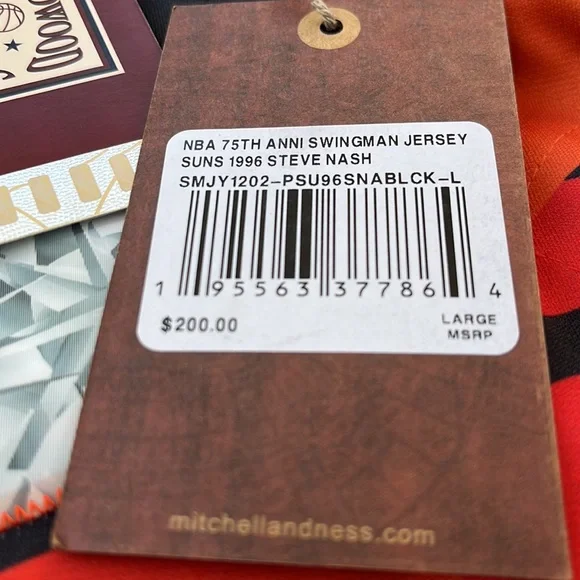 HARDWOOD
NBA 75TH ANNI SWINGMAN JERSEY
SUNS 1996 STEVE NASH
SMJY1202-PSU96SNABLCK-L
1 95563 37786 4
$200.00
LARGE
MSRP
mitchellandness.com